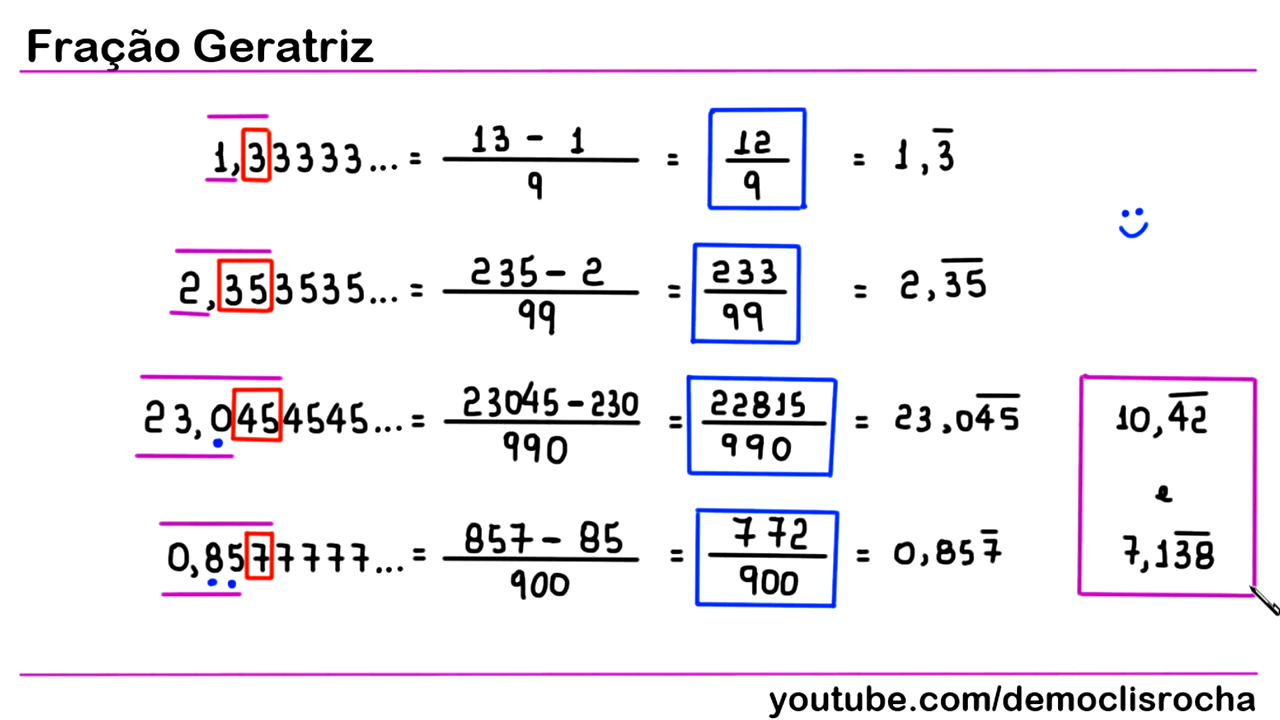 Fração Geratriz
1,33333... = 13 - 1 / 9 = 12 / 9 = 1,3̅
2,353535... = 235 - 2 / 99 = 233 / 99 = 2,3̅5̅
23,0454545... = 23045 - 230 / 990 = 22815 / 990 = 23,04̅5̅
0,8577777... = 857 - 85 / 900 = 772 / 900 = 0,857̅
10,4̅2̅
e
7,13̅8̅
youtube.com/democlisrocha